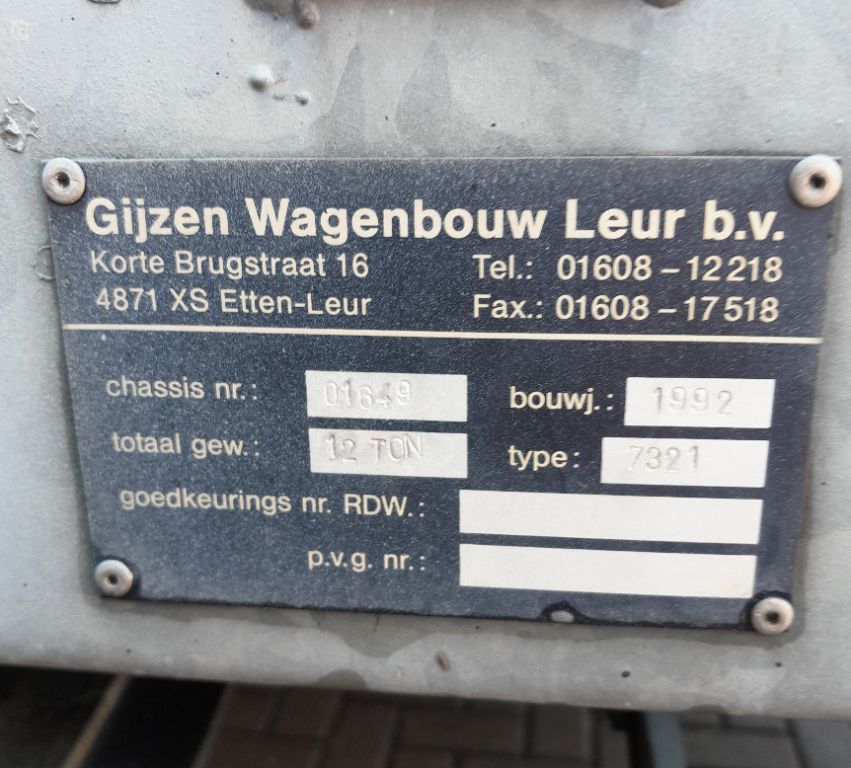 Gijzen Wagenbouw Leur b.v.
Korte Brugstraat 16 Tel.: 01608 – 12218
4871 XS Etten-Leur Fax.: 01608 – 17518
chassis nr.: 01649 bouwj.: 1992
totaal gew.: 12 TON type: 7321
goedkeurings nr. RDW.:
p.v.g. nr.: